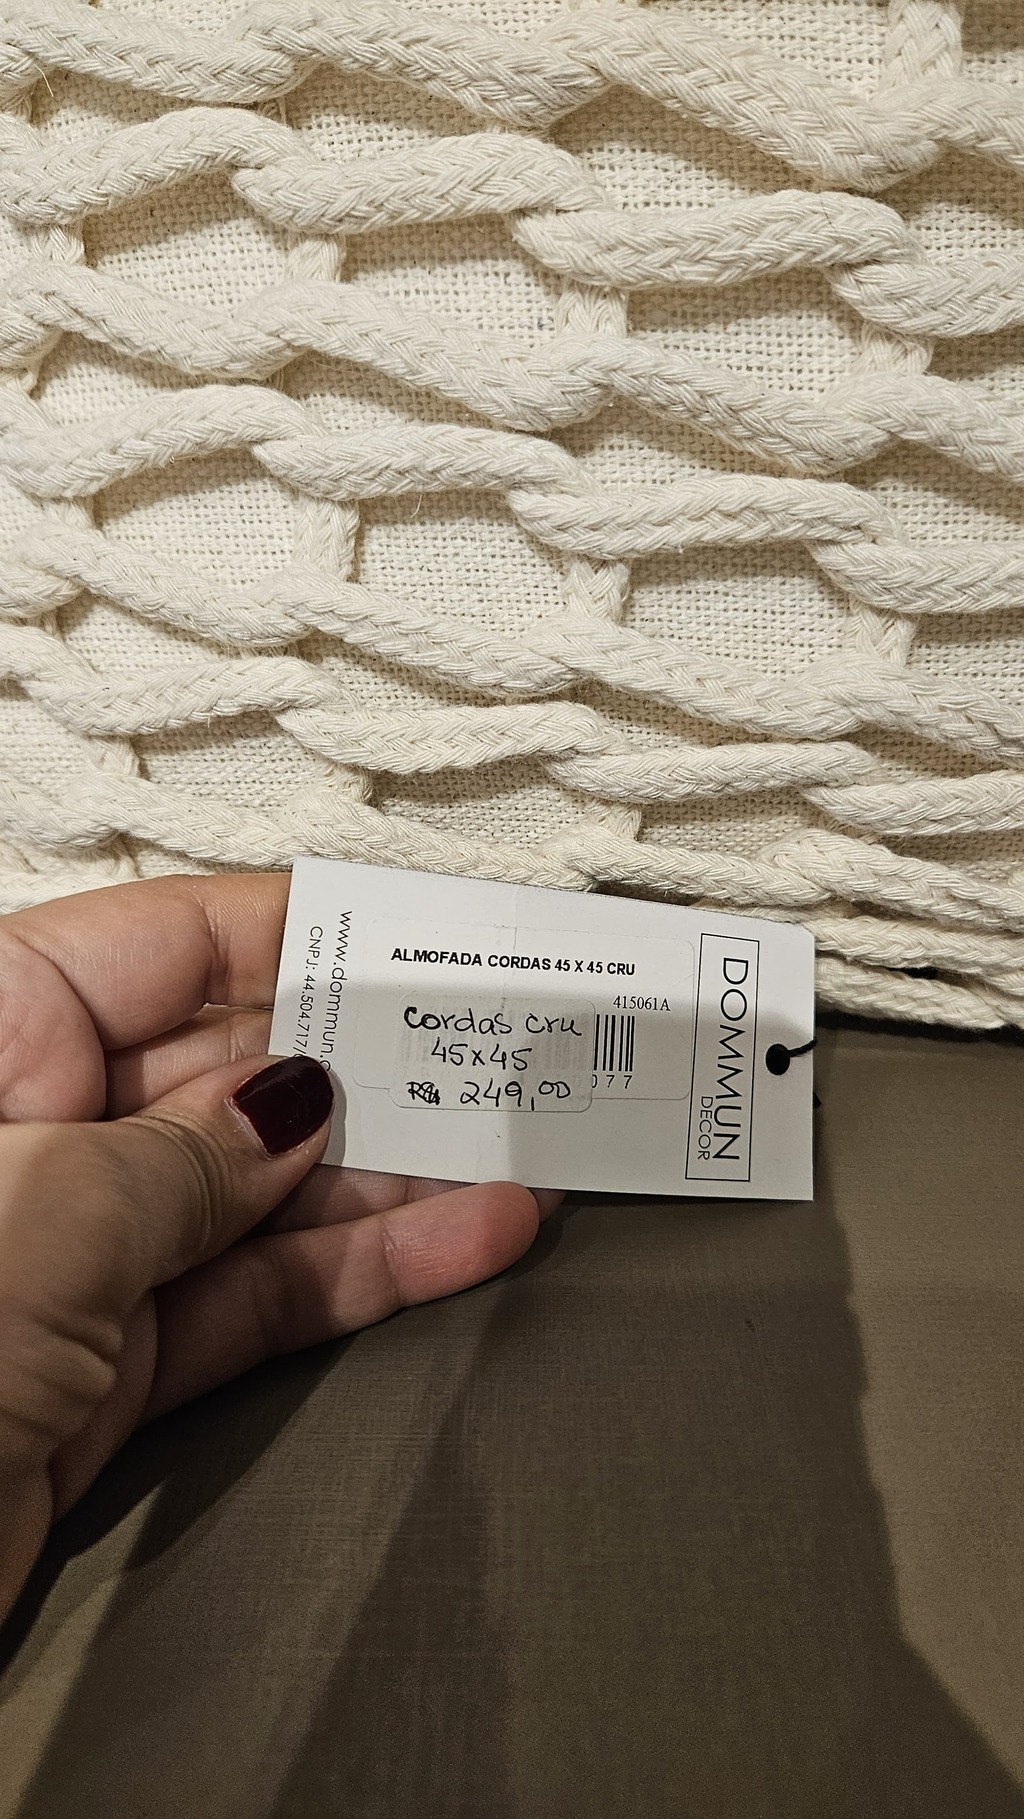 ALMOFADA CORDAS 45 X 45 CRU
415061A
Cordas cru
45x45
R$ 249,00
077
DOMMUN
DECOR
www.dommun.
CNPJ: 44.504.717/